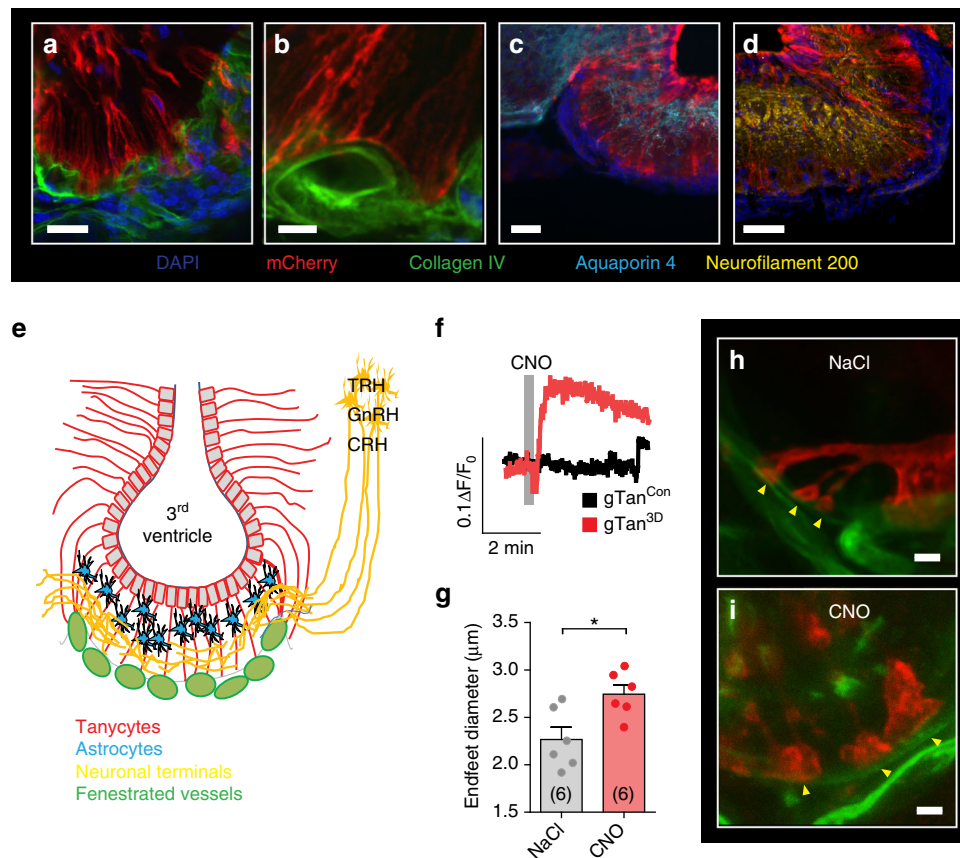 a
b
c
d
DAPI mCherry Collagen IV Aquaporin 4 Neurofilament 200
e
TRH
GnRH
CRH
3rd
ventricle
Tanycytes
Astrocytes
Neuronal terminals
Fenestrated vessels
f
CNO
0.1ΔF/F0
2 min
gTanCon
gTan3D
g
*
Endfeet diameter (μm)
3.5
3.0
2.5
2.0
1.5
(6)
(6)
NaCl
CNO
h
NaCl
i
CNO